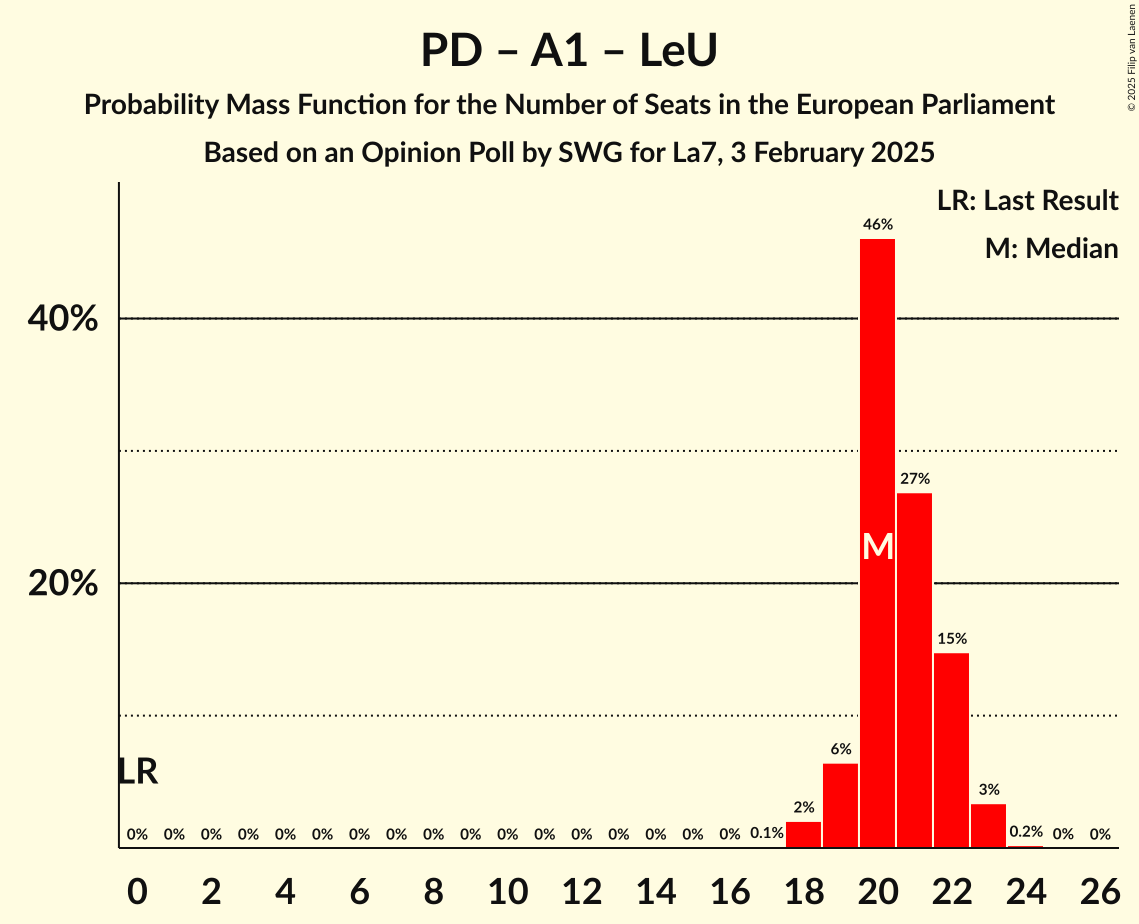 PD – A1 – LeU
Probability Mass Function for the Number of Seats in the European Parliament
Based on an Opinion Poll by SWG for La7, 3 February 2025
© 2025 Filip van Laenen
LR: Last Result
M: Median
46%
40%
27%
M
20%
15%
LR
6%
3%
2%
0% 0% 0% 0% 0% 0% 0% 0% 0% 0% 0% 0% 0% 0% 0% 0% 0% 0.1% 0.2% 0% 0%
0 2 4 6 8 10 12 14 16 18 20 22 24 26